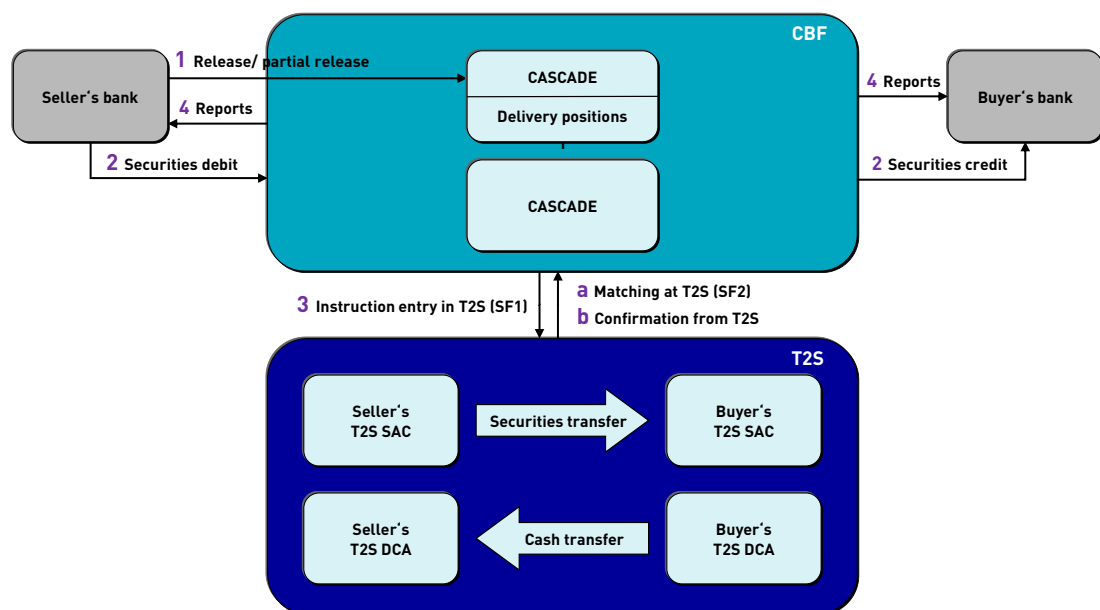 CBF
1 Release/ partial release
CASCADE
Seller‘s bank
4 Reports
Buyer‘s bank
4 Reports
Delivery positions
2 Securities debit
2 Securities credit
CASCADE
3 Instruction entry in T2S (SF1)
a Matching at T2S (SF2)
b Confirmation from T2S
T2S
Seller‘s
T2S SAC
Securities transfer
Buyer‘s
T2S SAC
Seller‘s
T2S DCA
Cash transfer
Buyer‘s
T2S DCA